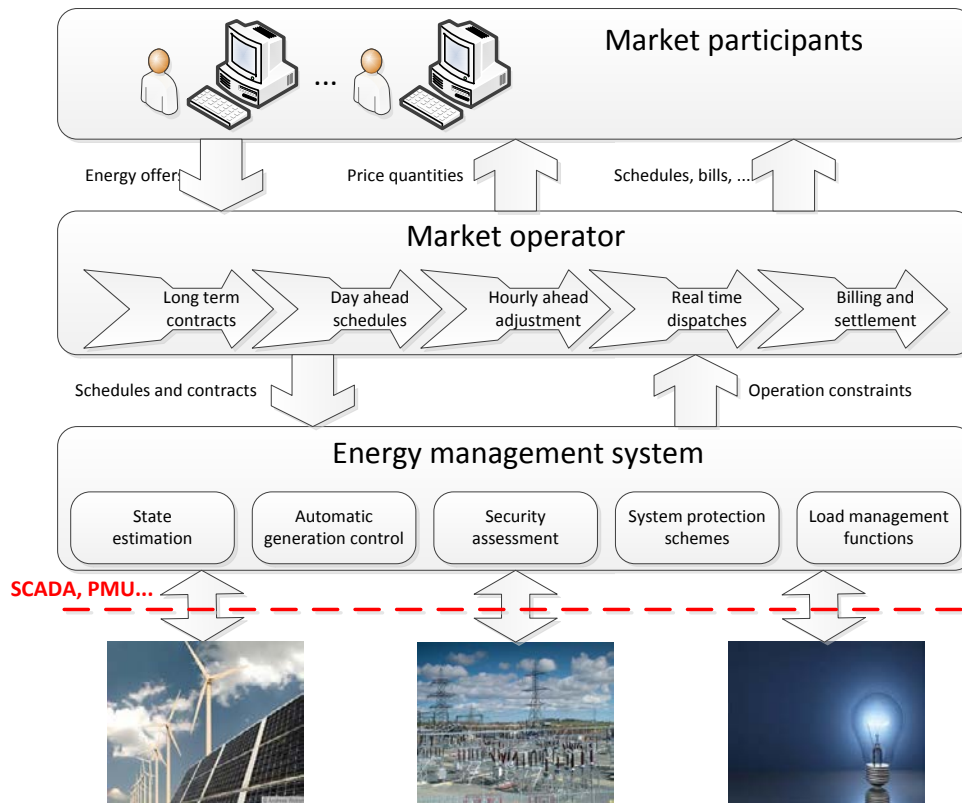 Market participants
...
Energy offers
Price quantities
Schedules, bills, ...
Market operator
Long term
contracts
Day ahead
schedules
Hourly ahead
adjustment
Real time
dispatches
Billing and
settlement
Schedules and contracts
Operation constraints
Energy management system
State
estimation
Automatic
generation control
Security
assessment
System protection
schemes
Load management
functions
SCADA, PMU...